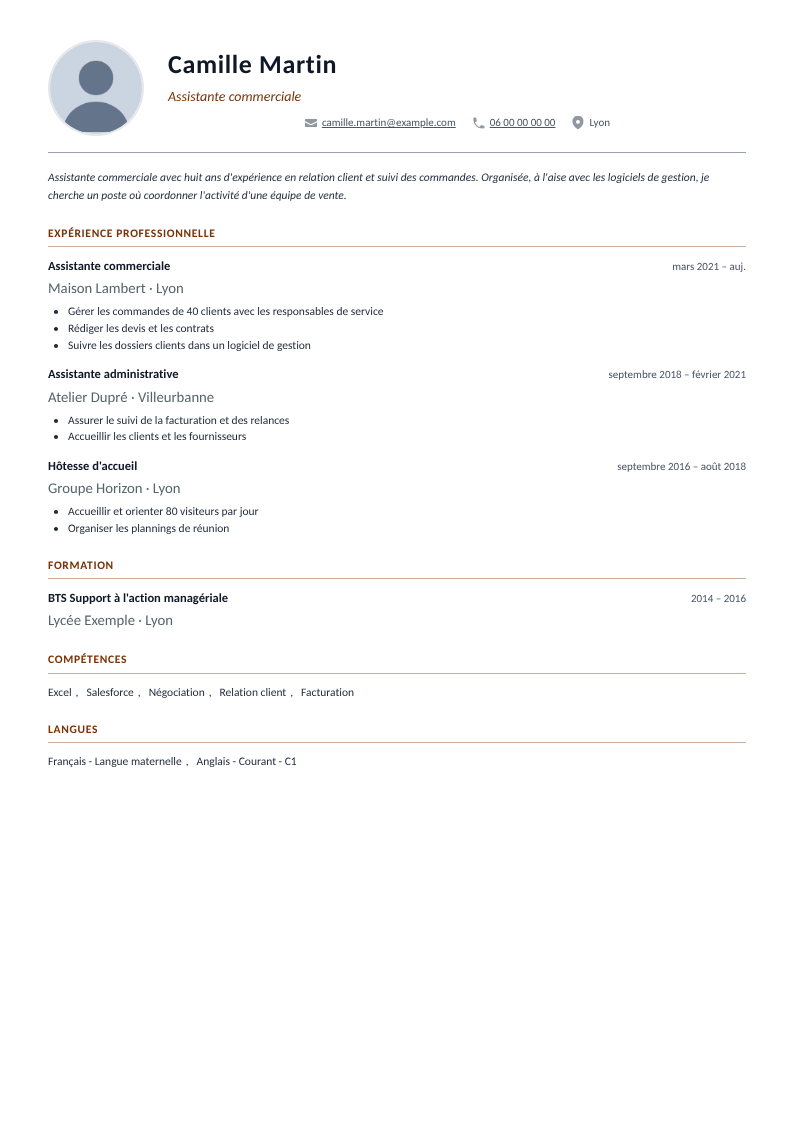 Camille Martin
Assistante commerciale
camille.martin@example.com 06 00 00 00 00 Lyon
Assistante commerciale avec huit ans d'expérience en relation client et suivi des commandes. Organisée, à l'aise avec les logiciels de gestion, je
cherche un poste où coordonner l'activité d'une équipe de vente.
EXPÉRIENCE PROFESSIONNELLE
Assistante commerciale mars 2021 – auj.
Maison Lambert · Lyon
• Gérer les commandes de 40 clients avec les responsables de service
• Rédiger les devis et les contrats
• Suivre les dossiers clients dans un logiciel de gestion
Assistante administrative septembre 2018 – février 2021
Atelier Dupré · Villeurbanne
• Assurer le suivi de la facturation et des relances
• Accueillir les clients et les fournisseurs
Hôtesse d'accueil septembre 2016 – août 2018
Groupe Horizon · Lyon
• Accueillir et orienter 80 visiteurs par jour
• Organiser les plannings de réunion
FORMATION
BTS Support à l'action managériale 2014 – 2016
Lycée Exemple · Lyon
COMPÉTENCES
Excel , Salesforce , Négociation , Relation client , Facturation
LANGUES
Français - Langue maternelle , Anglais - Courant - C1